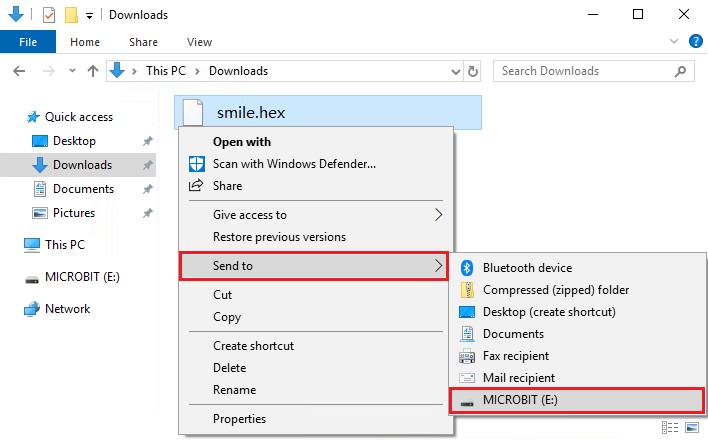 Downloads
File
Home
Share
View
This PC
Downloads
Search Downloads
Quick access
Desktop
Downloads
Documents
Pictures
This PC
MICROBIT (E:)
Network
smile.hex
Open with
Scan with Windows Defender...
Share
Give access to
Restore previous versions
Send to
Cut
Copy
Create shortcut
Delete
Rename
Properties
Bluetooth device
Compressed (zipped) folder
Desktop (create shortcut)
Documents
Fax recipient
Mail recipient
MICROBIT (E:)